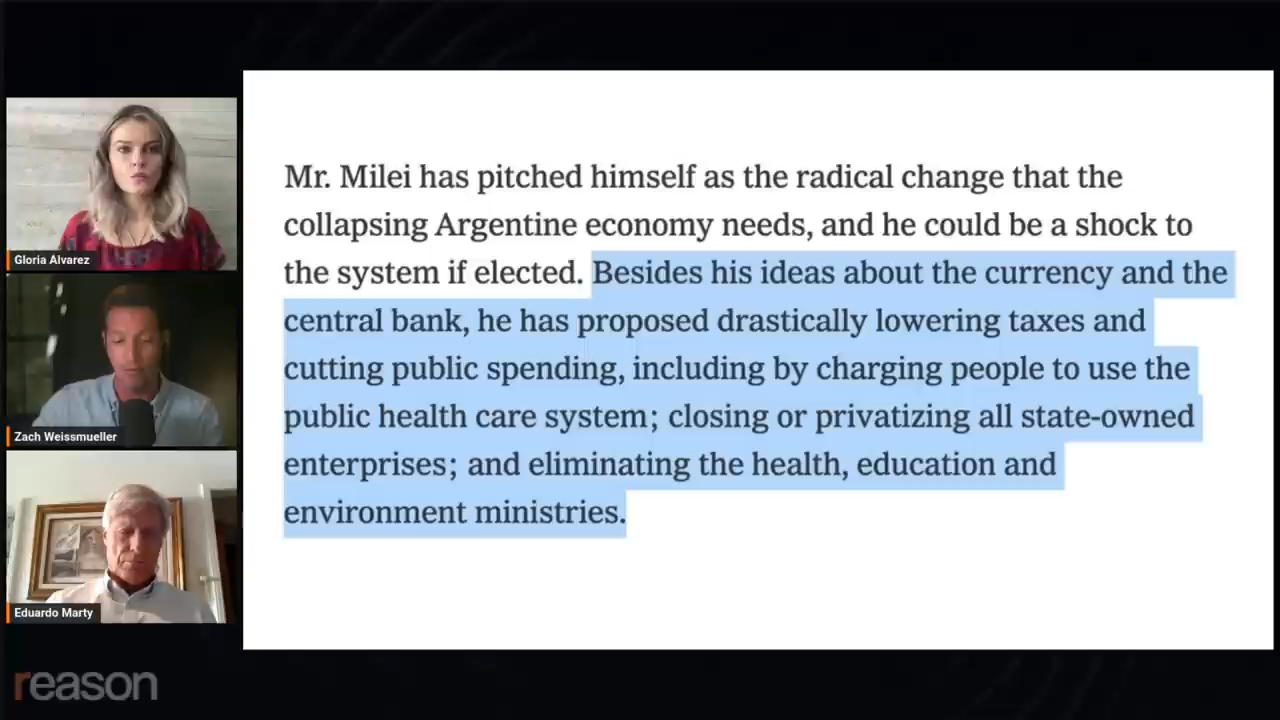 Gloria Alvarez
Zach Weissmueller
Eduardo Marty
reason
Mr. Milei has pitched himself as the radical change that the
collapsing Argentine economy needs, and he could be a shock to
the system if elected. Besides his ideas about the currency and the
central bank, he has proposed drastically lowering taxes and
cutting public spending, including by charging people to use the
public health care system; closing or privatizing all state-owned
enterprises; and eliminating the health, education and
environment ministries.